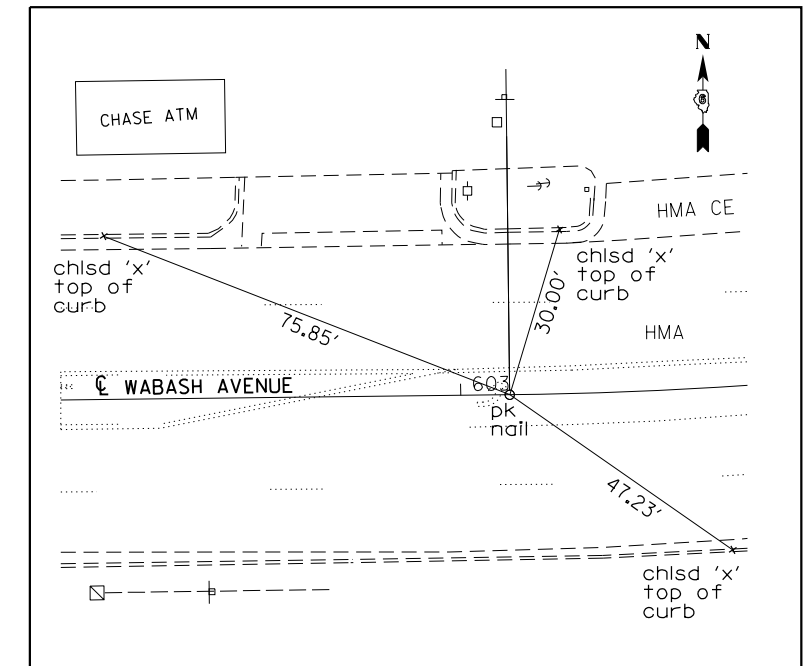 N
6
CHASE ATM
HMA CE
chlsd 'x'
top of
curb
chlsd 'x'
top of
curb
30.00'
75.85'
HMA
℄ WABASH AVENUE
603
pk
nail
47.23'
chlsd 'x'
top of
curb